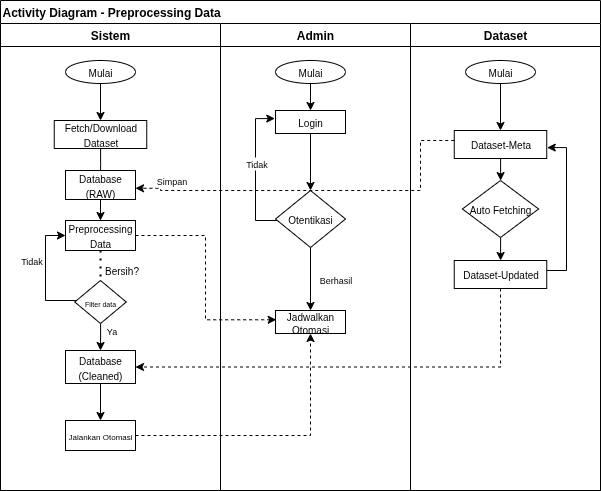 Activity Diagram - Preprocessing Data
Sistem
Admin
Dataset
Mulai
Fetch/Download
Dataset
Database
(RAW)
Simpan
Preprocessing
Data
Tidak
Bersih?
Filter data
Ya
Database
(Cleaned)
Jalankan Otomasi
Mulai
Login
Tidak
Otentikasi
Berhasil
Jadwalkan
Otomasi
Mulai
Dataset-Meta
Auto Fetching
Dataset-Updated